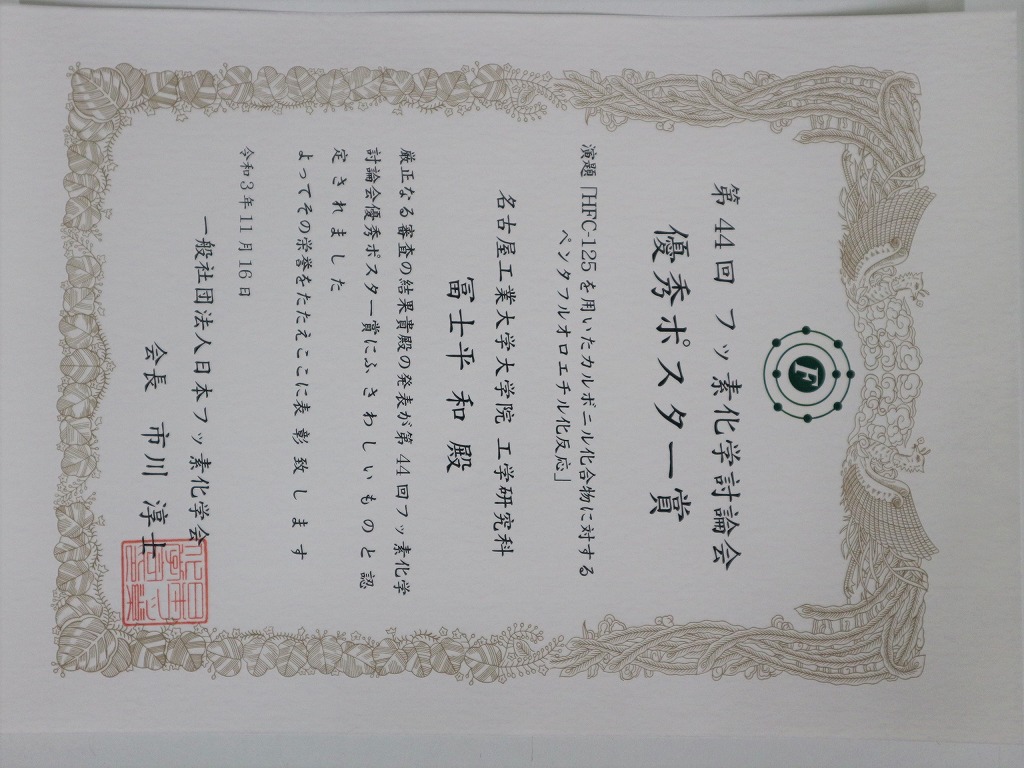 F
第44回 フッ素化学討論会
優秀ポスター賞
演題「HFC-125を用いたカルボニル化合物に対する
ペンタフルオロエチル化反応」
名古屋工業大学大学院 工学研究科
冨士平 和 殿
厳正なる審査の結果貴殿の発表が第44回フッ素化学
討論会優秀ポスター賞にふさわしいものと認
定されました
よってその栄誉をたたえここに表彰致します
令和3年11月16日
一般社団法人日本フッ素化学会
会長 市川 淳士